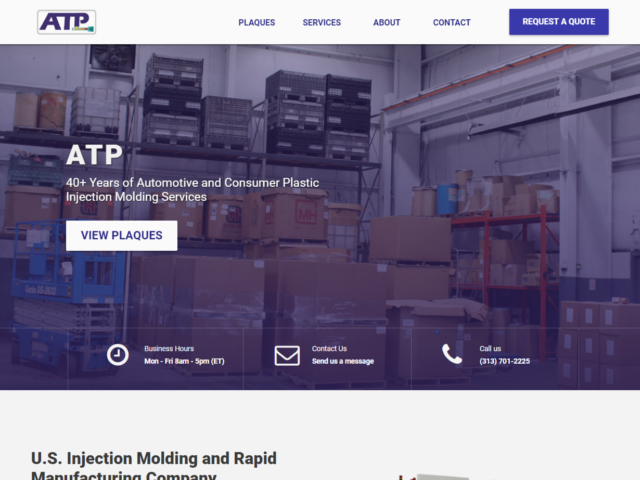 ATP
PLAQUES
SERVICES
ABOUT
CONTACT
REQUEST A QUOTE
ATP
40+ Years of Automotive and Consumer Plastic
Injection Molding Services
VIEW PLAQUES
Business Hours
Mon - Fri 8am - 5pm (ET)
Contact Us
Send us a message
Call us
(313) 701-2225
U.S. Injection Molding and Rapid
Manufacturing Company